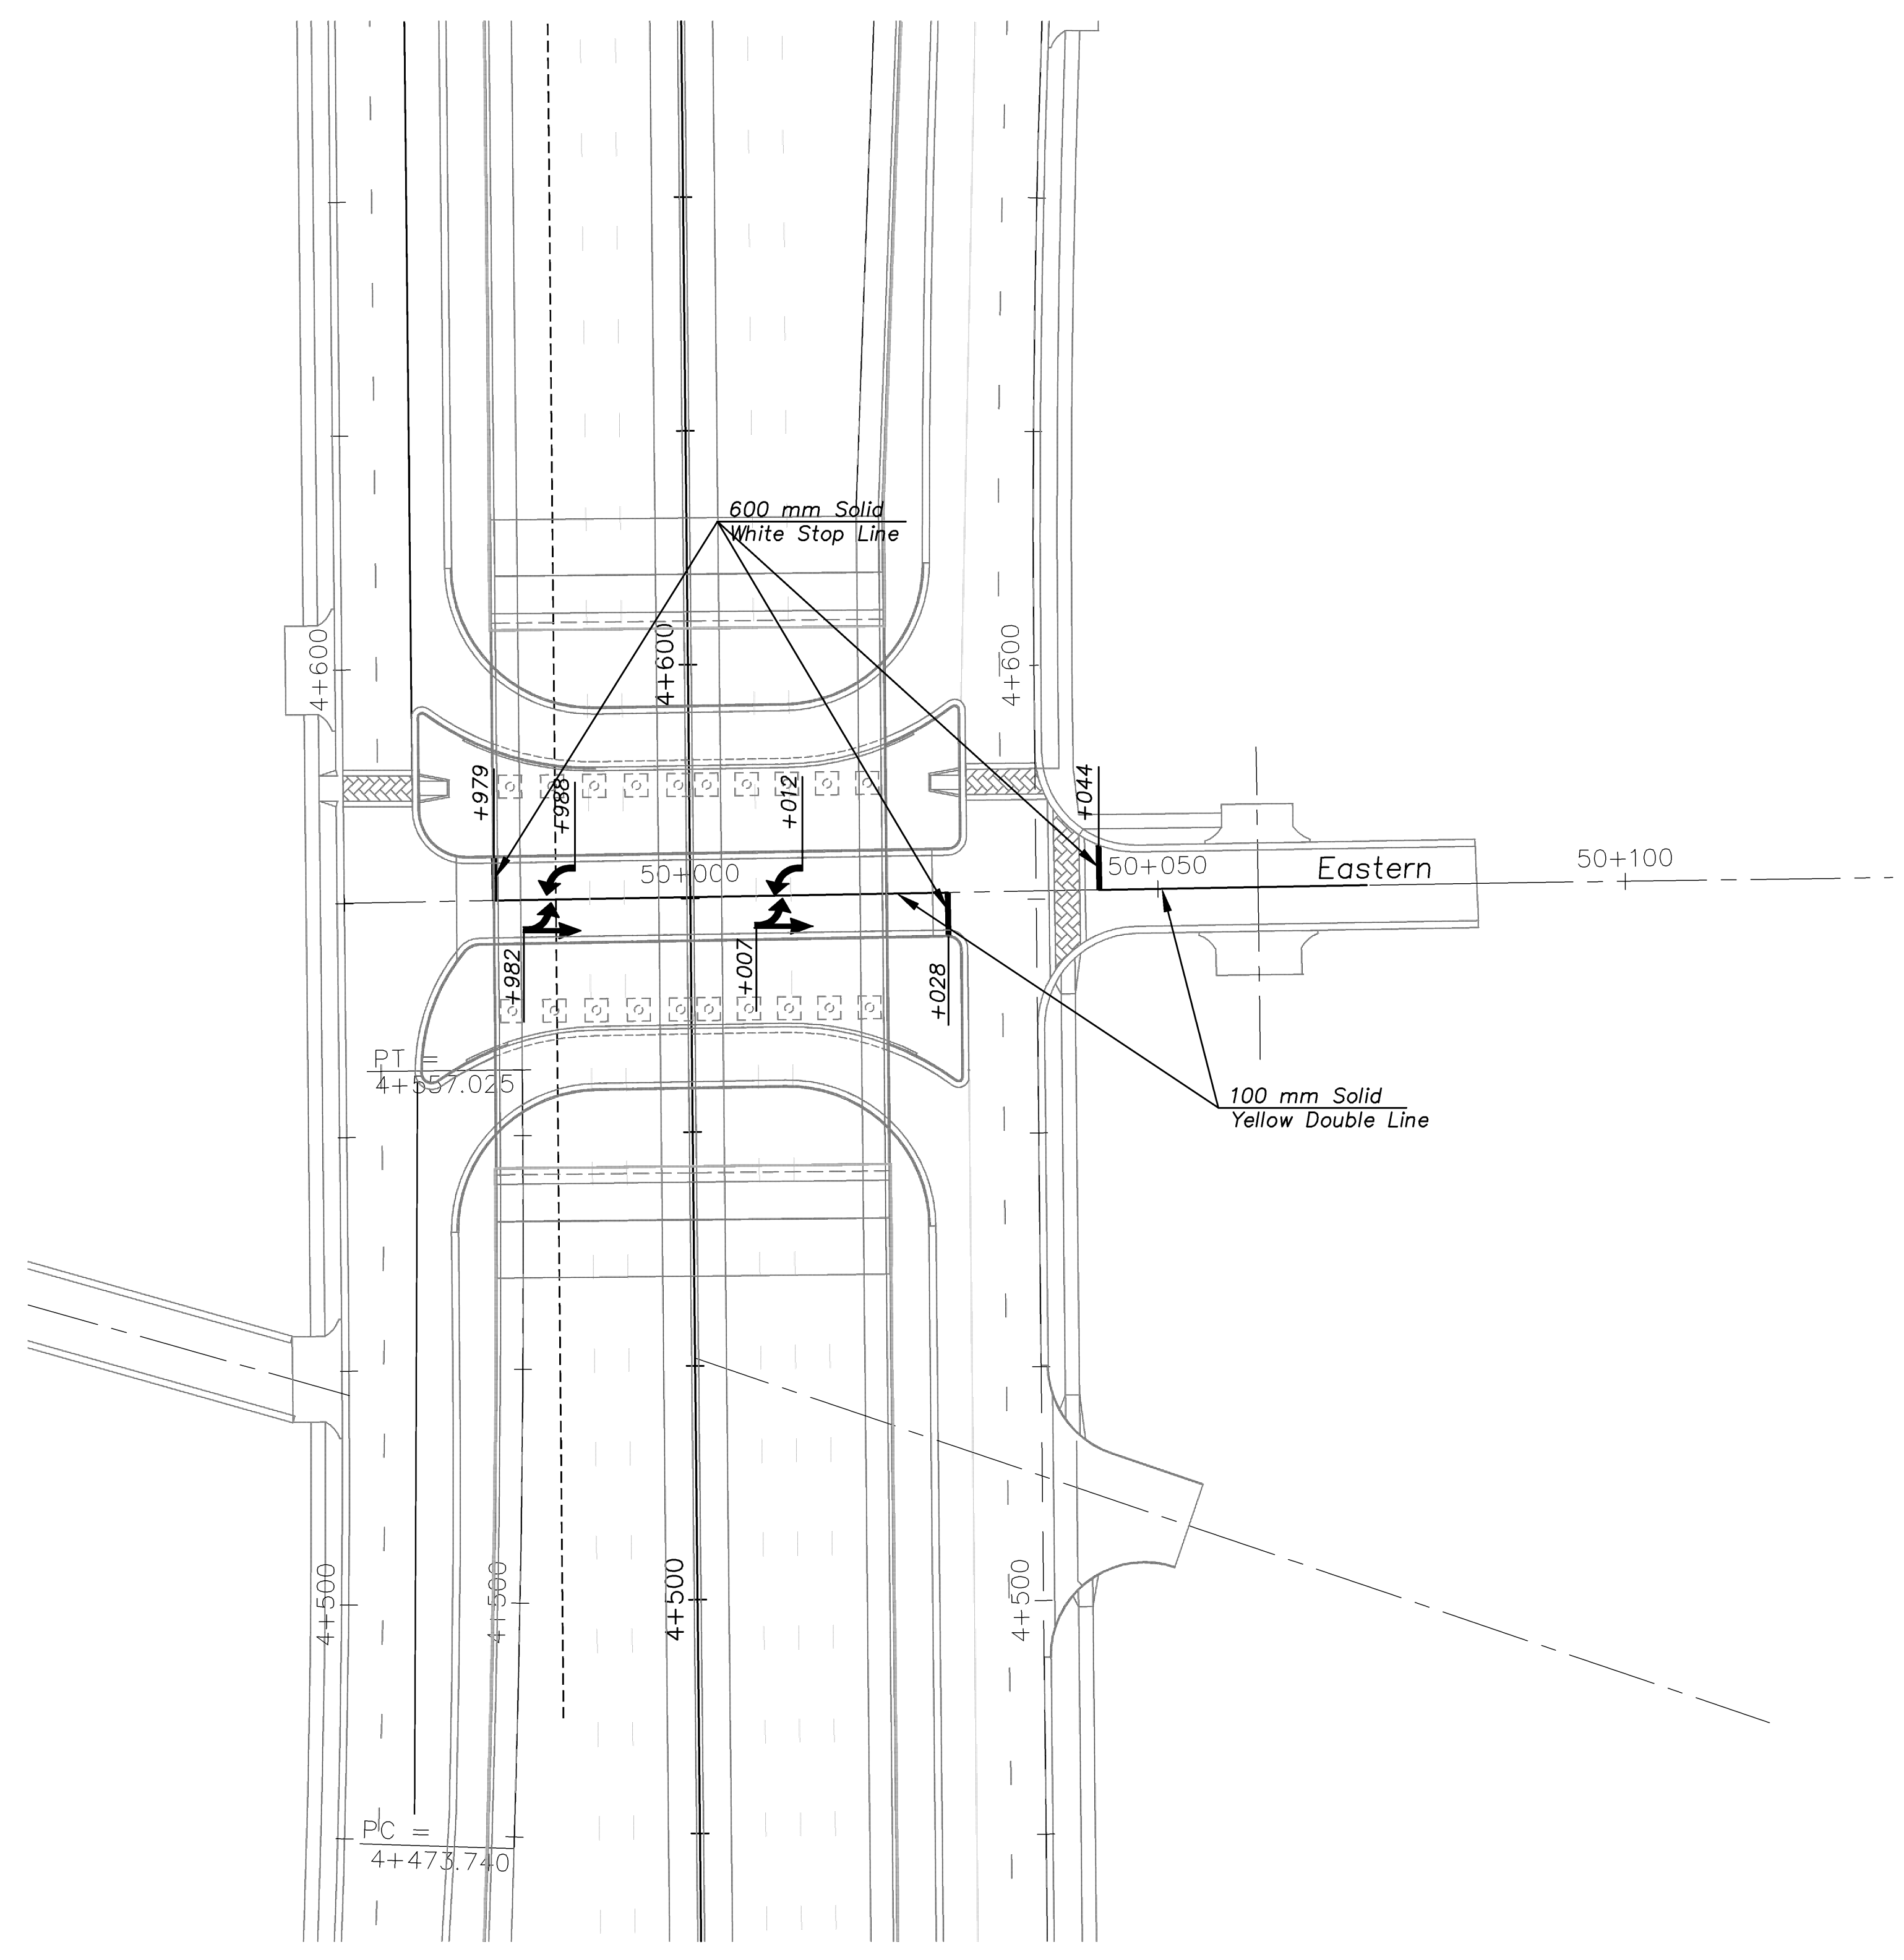 600 mm Solid
White Stop Line
4+600
4+600
4+600
+979
+988
+012
+044
50+000
50+050
Eastern
50+100
+982
+007
+028
PT =
4+557.025
100 mm Solid
Yellow Double Line
4+500
4+500
4+500
4+500
PC =
4+473.740